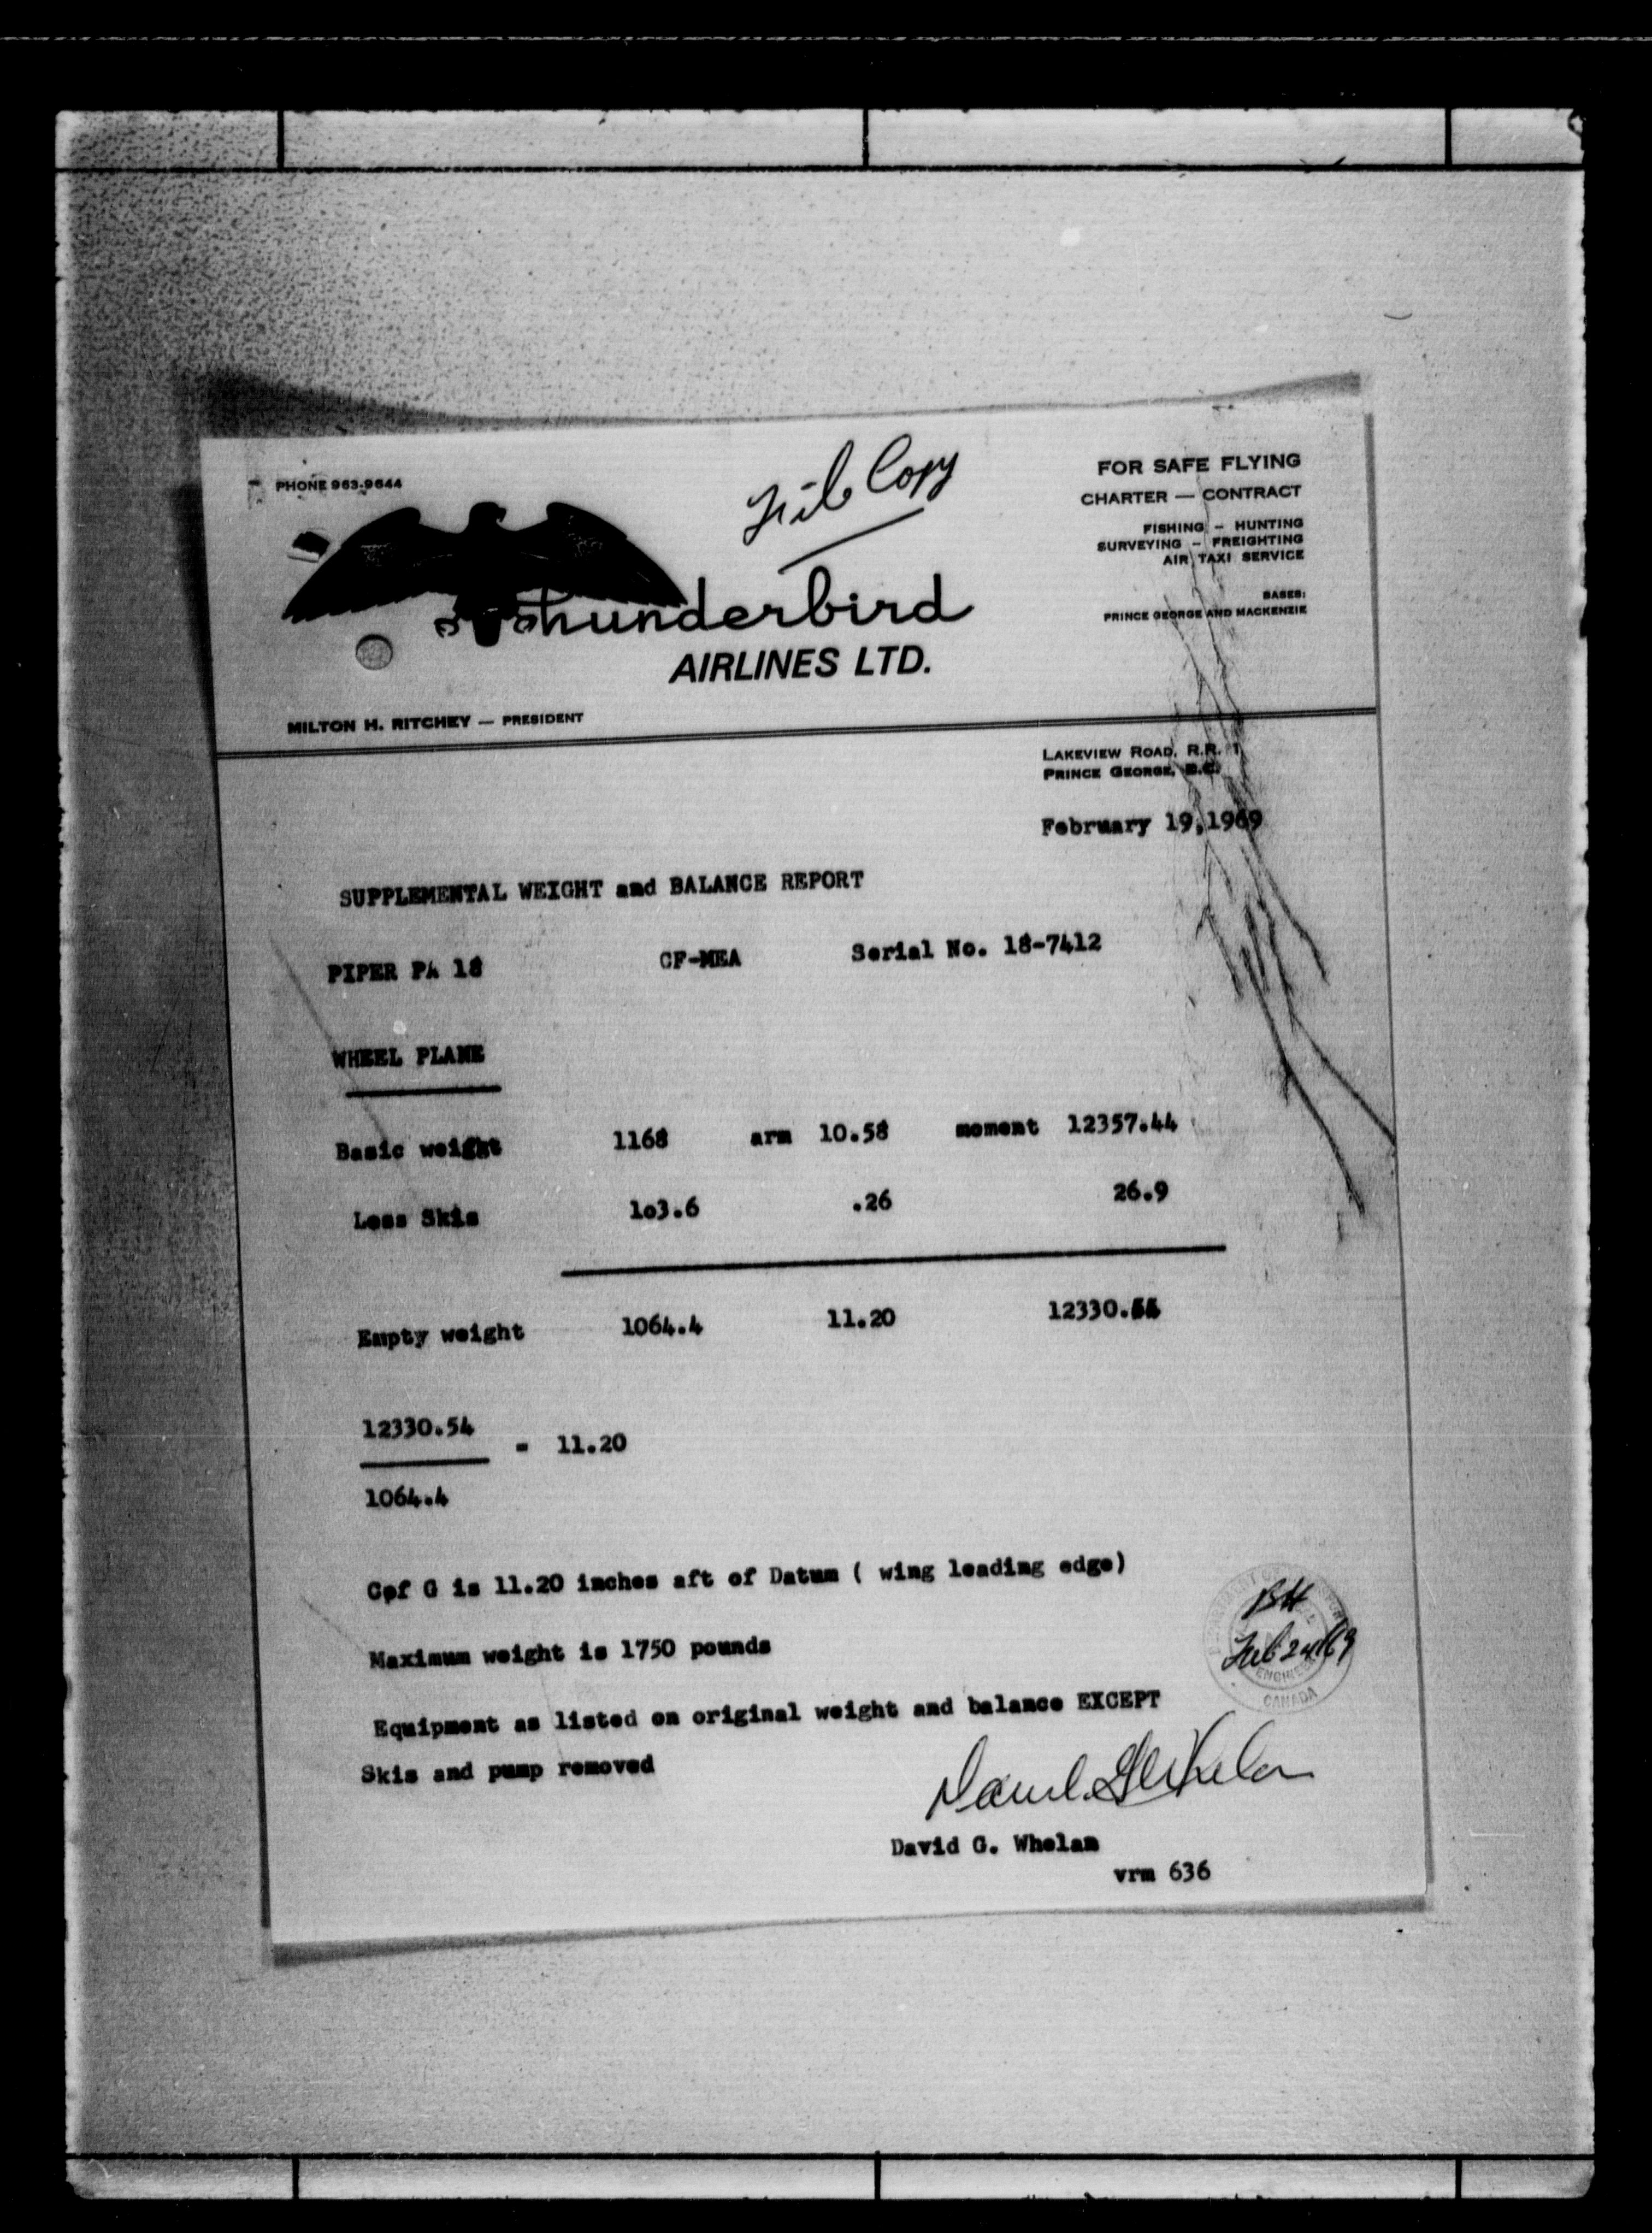 PHONE 963-9644
File Copy
FOR SAFE FLYING
CHARTER — CONTRACT
FISHING – HUNTING
SURVEYING – FREIGHTING
AIR TAXI SERVICE
BASES:
PRINCE GEORGE AND MACKENZIE
Thunderbird
AIRLINES LTD.
MILTON H. RITCHEY — PRESIDENT
LAKEVIEW ROAD, R.R. 1
PRINCE GEORGE, B.C.
February 19,1969
SUPPLEMENTAL WEIGHT and BALANCE REPORT
PIPER PA 18 CF-MEA Serial No. 18-7412
WHEEL PLANE
Basic weight 1168 arm 10.58 moment 12357.44
Less Skis 1o3.6 .26 26.9
Empty weight 1064.4 11.20 12330.54
12330.54
= 11.20
1064.4
Cof G is 11.20 inches aft of Datum ( wing leading edge)
Maximum weight is 1750 pounds
BH
Feb 24/69
ENGINEER
CANADA
Equipment as listed on original weight and balance EXCEPT
Skis and pump removed
David G Whelan
David G. Whelan
vrm 636